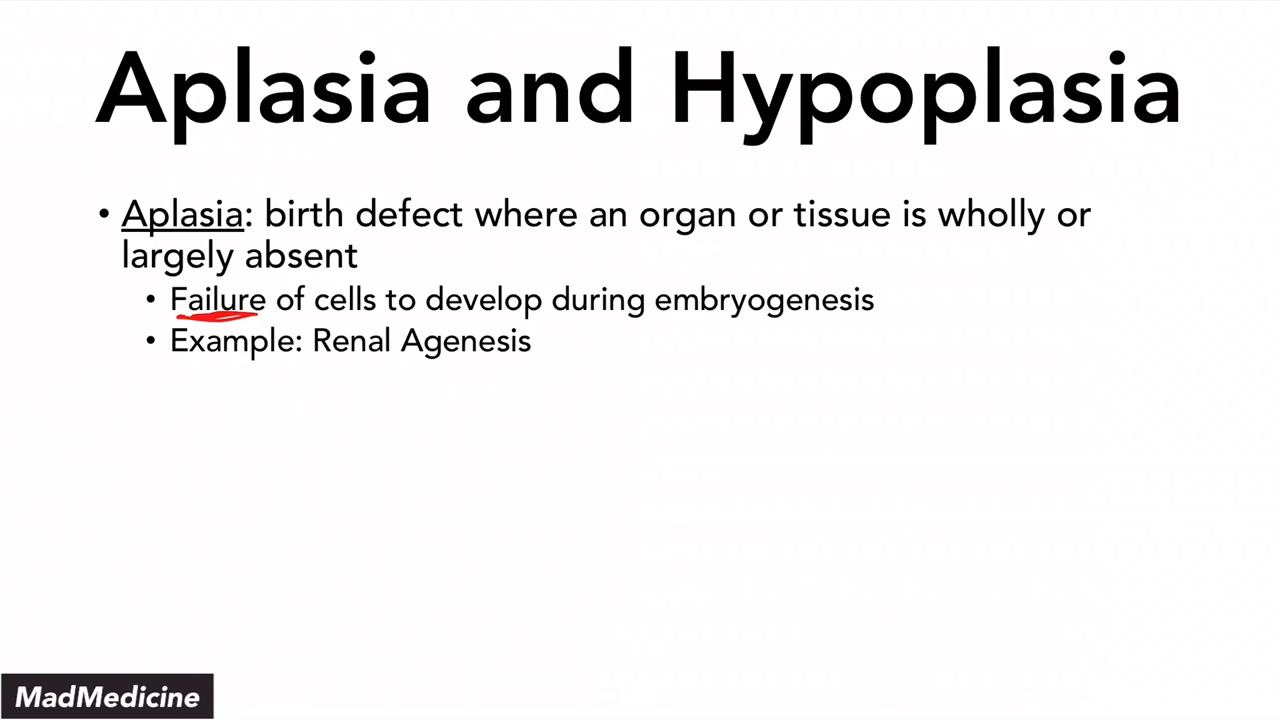 Aplasia and Hypoplasia
• Aplasia: birth defect where an organ or tissue is wholly or
largely absent
• Failure of cells to develop during embryogenesis
• Example: Renal Agenesis
MadMedicine